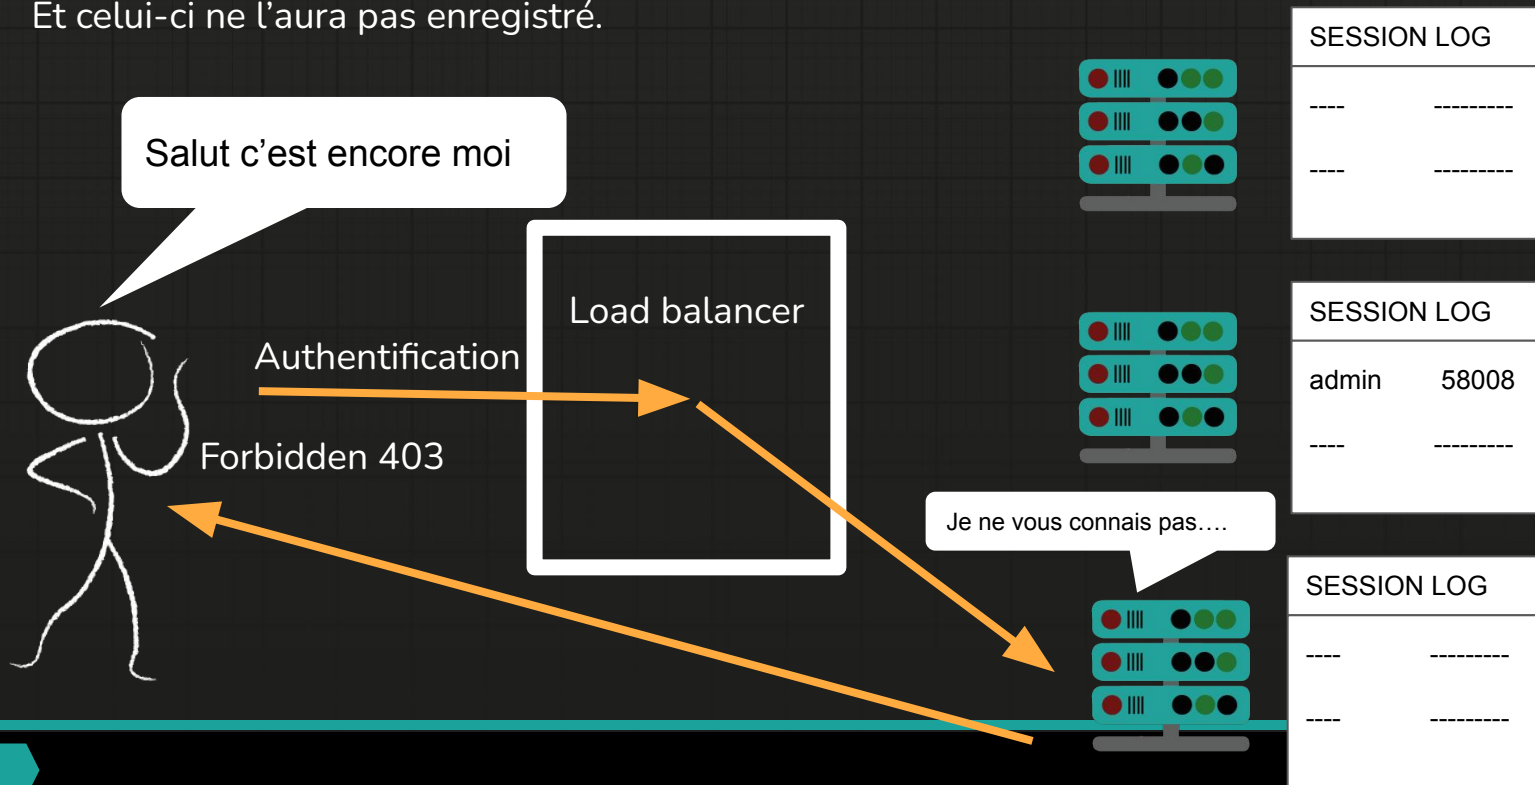 Et celui-ci ne l’aura pas enregistré.
Salut c’est encore moi
Load balancer
Authentification
Forbidden 403
Je ne vous connais pas….
SESSION LOG
---- ---------
---- ---------
SESSION LOG
admin 58008
---- ---------
SESSION LOG
---- ---------
---- ---------